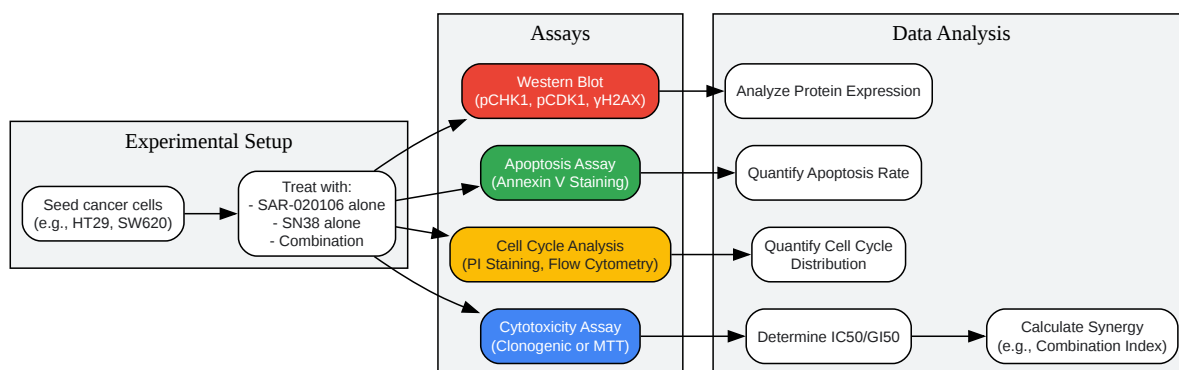 Experimental Setup
Seed cancer cells
(e.g., HT29, SW620)
Treat with:
- SAR-020106 alone
- SN38 alone
- Combination
Assays
Western Blot
(pCHK1, pCDK1, γH2AX)
Apoptosis Assay
(Annexin V Staining)
Cell Cycle Analysis
(PI Staining, Flow Cytometry)
Cytotoxicity Assay
(Clonogenic or MTT)
Data Analysis
Analyze Protein Expression
Quantify Apoptosis Rate
Quantify Cell Cycle
Distribution
Determine IC50/GI50
Calculate Synergy
(e.g., Combination Index)